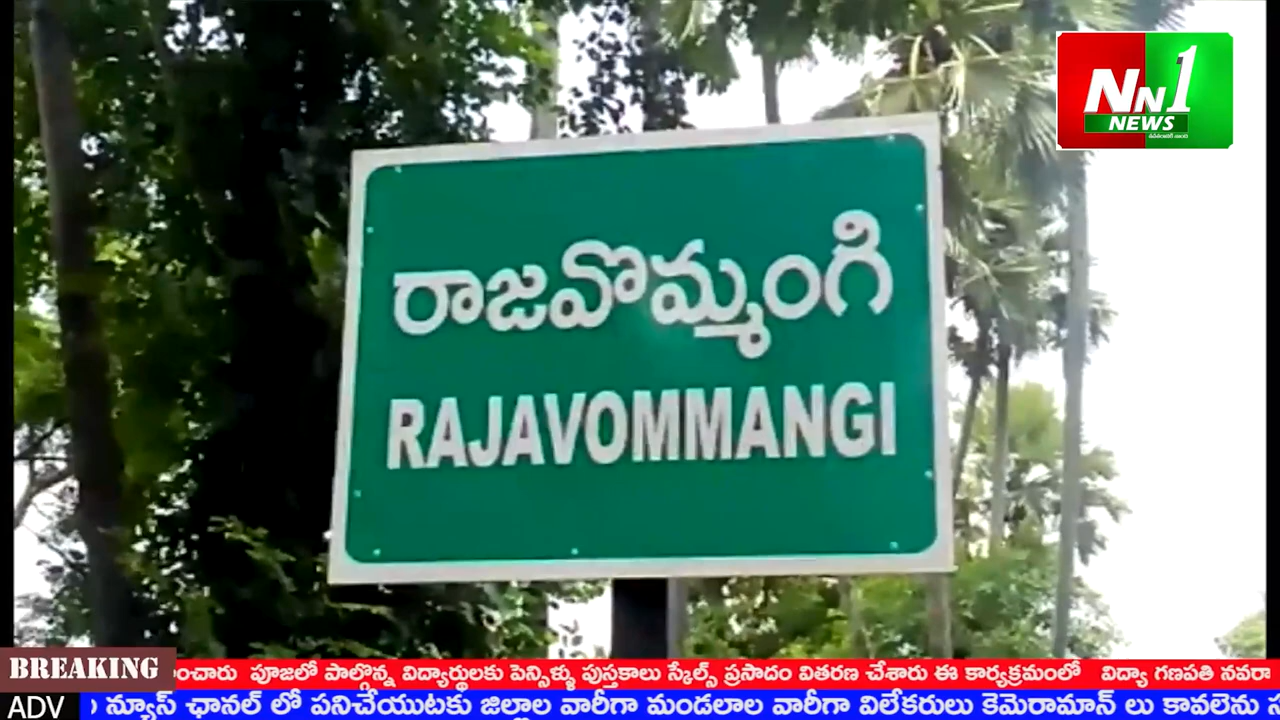 NN1
NEWS
రాజవొమ్మంగి
RAJAVOMMANGI
BREAKING
ంచారు పూజలో పాల్గొన్న విద్యార్థులకు పెన్సిళ్ళు పుస్తకాలు స్కేల్స్ ప్రసాదం వితరణ చేశారు ఈ కార్యక్రమంలో విద్యా గణపతి నవరా
ADV
న్యూస్ ఛానల్ లో పనిచేయుటకు జిల్లాల వారీగా మండలాల వారీగా విలేకరులు కెమెరామాన్ లు కావలెను